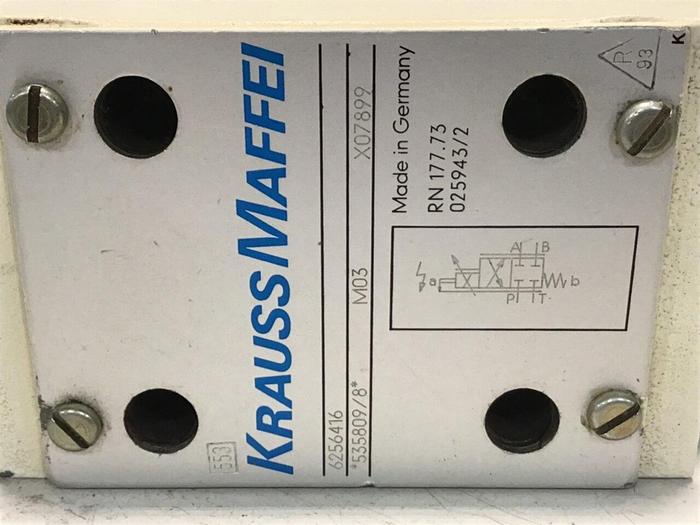 KRAUSSMAFFEI
6256416
*535809/8* M03 X07899
Made in Germany
RN 177.73
025943/2
A B
a b
P T
553
R
93
K